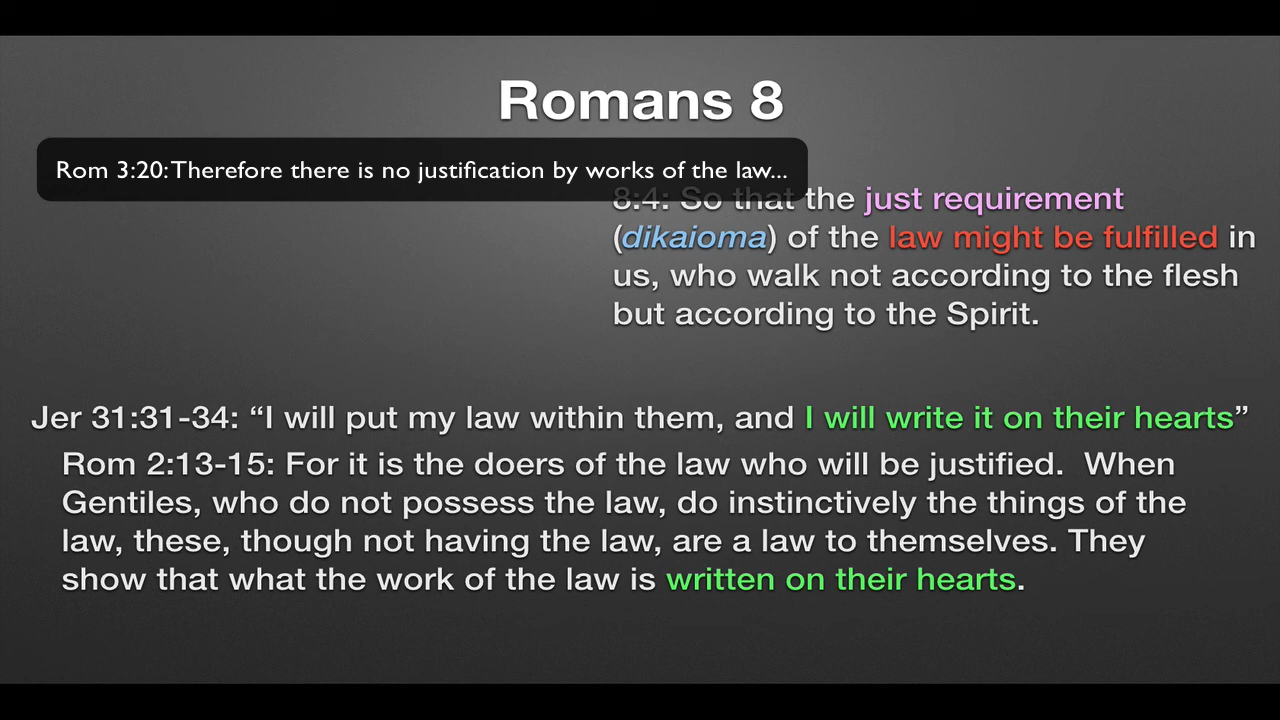 Romans 8
Rom 3:20: Therefore there is no justification by works of the law...
8:4: So that the just requirement
(dikaioma) of the law might be fulfilled in
us, who walk not according to the flesh
but according to the Spirit.
Jer 31:31-34: “I will put my law within them, and I will write it on their hearts”
Rom 2:13-15: For it is the doers of the law who will be justified.  When
Gentiles, who do not possess the law, do instinctively the things of the
law, these, though not having the law, are a law to themselves. They
show that what the work of the law is written on their hearts.